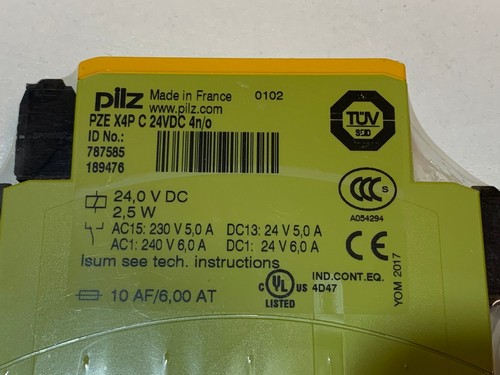 pilz Made in France 0102
www.pilz.com
PZE X4P C 24VDC 4n/o
ID No.:
787585
189476
TÜV
SÜD
CCC S
A054294
24,0 V DC
2,5 W
AC15: 230 V 5,0 A DC13: 24 V 5,0 A
AC1: 240 V 6,0 A DC1: 24 V 6,0 A
Isum see tech. instructions
CE
10 AF/6,00 AT
C UL US
LISTED
IND.CONT.EQ.
4D47
YOM 2017